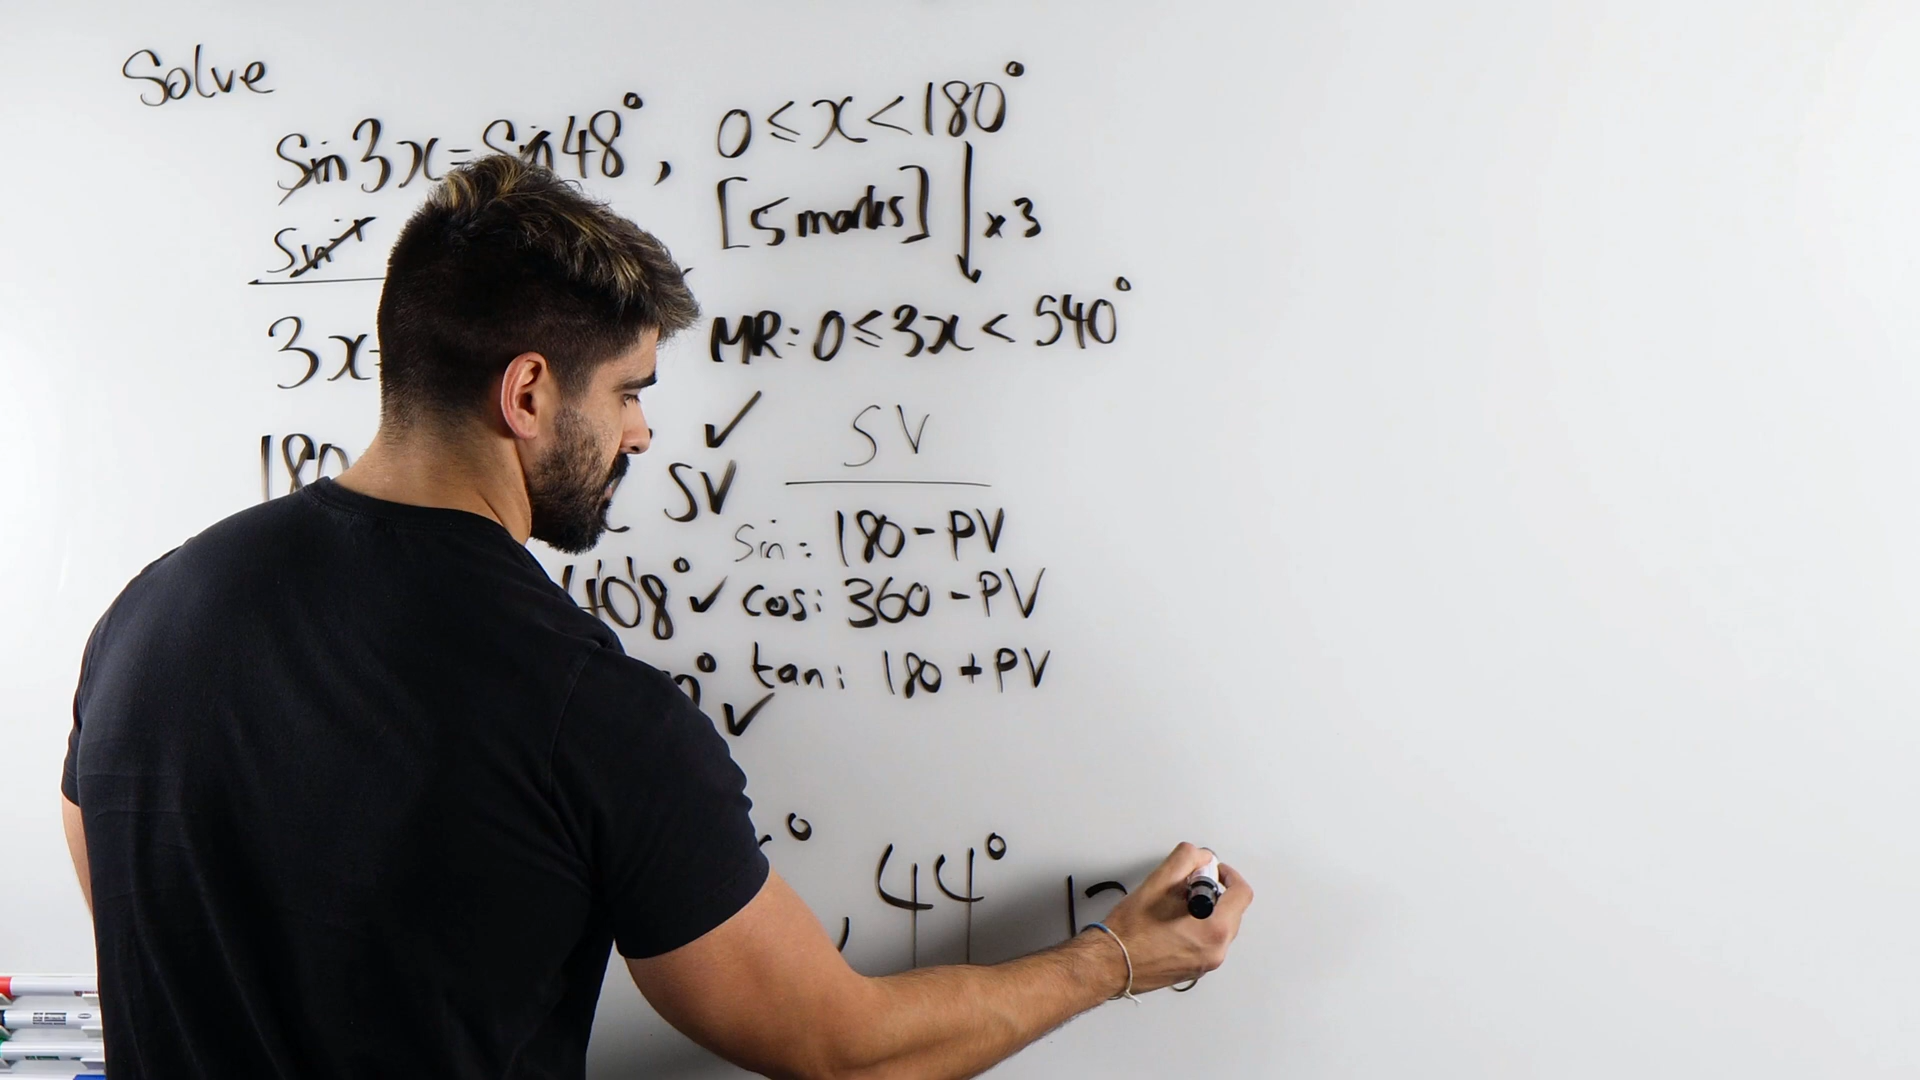 Solve
Sin3x=Sin48°, 0≤x<180°
[5 marks] x3
Sin⁻¹
3x
MR: 0≤3x<540°
✓ SV
180 SV
Sin: 180-PV
408° ✓ cos: 360-PV
° tan: 180+PV
✓
°, 44°